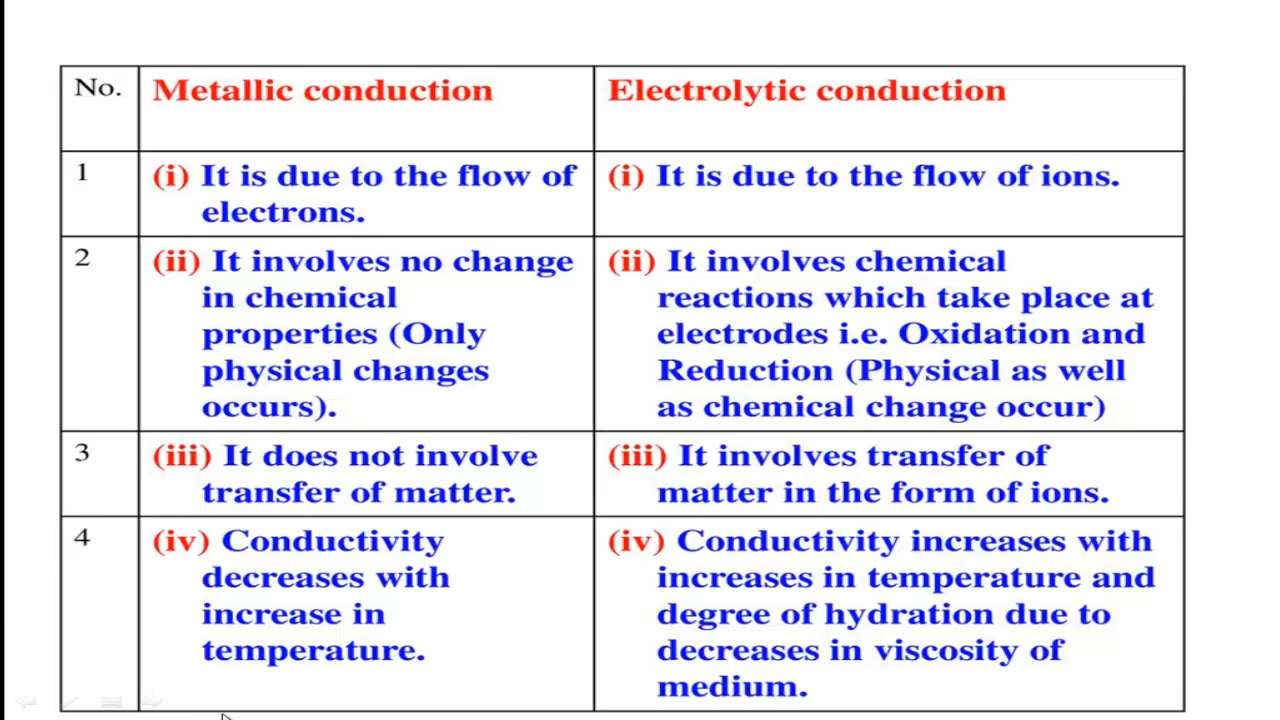 No. Metallic conduction Electrolytic conduction
1 (i) It is due to the flow of
electrons.
(i) It is due to the flow of ions.
2 (ii) It involves no change
in chemical
properties (Only
physical changes
occurs).
(ii) It involves chemical
reactions which take place at
electrodes i.e. Oxidation and
Reduction (Physical as well
as chemical change occur)
3 (iii) It does not involve
transfer of matter.
(iii) It involves transfer of
matter in the form of ions.
4 (iv) Conductivity
decreases with
increase in
temperature.
(iv) Conductivity increases with
increases in temperature and
degree of hydration due to
decreases in viscosity of
medium.